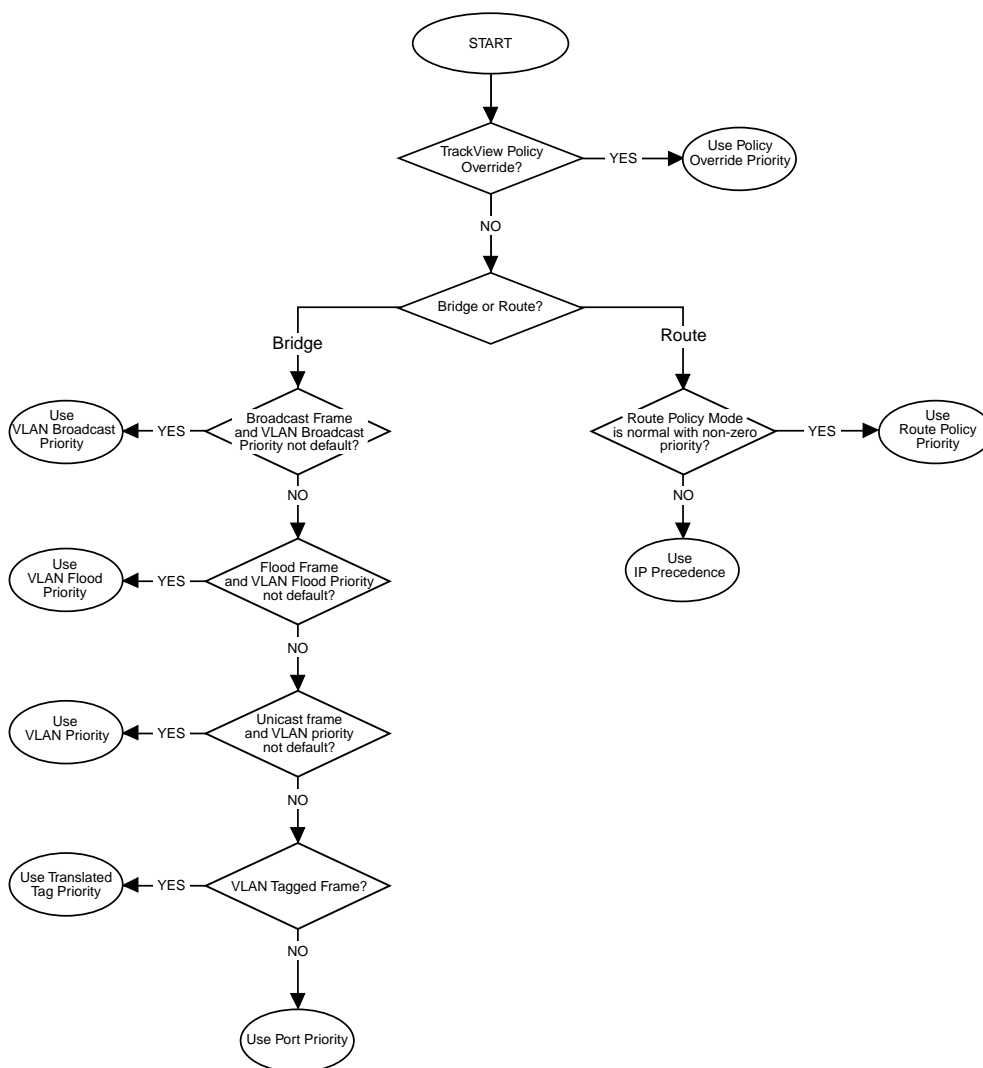 START
TrackView Policy
Override?
YES
Use Policy
Override Priority
NO
Bridge or Route?
Bridge
Route
Use
VLAN Broadcast
Priority
YES
Broadcast Frame
and VLAN Broadcast
Priority not default?
Route Policy Mode
is normal with non-zero
priority?
YES
Use
Route Policy
Priority
NO
NO
Use
VLAN Flood
Priority
YES
Flood Frame
and VLAN Flood Priority
not default?
Use
IP Precedence
NO
Use
VLAN Priority
YES
Unicast frame
and VLAN priority
not default?
NO
Use Translated
Tag Priority
YES
VLAN Tagged Frame?
NO
Use Port Priority